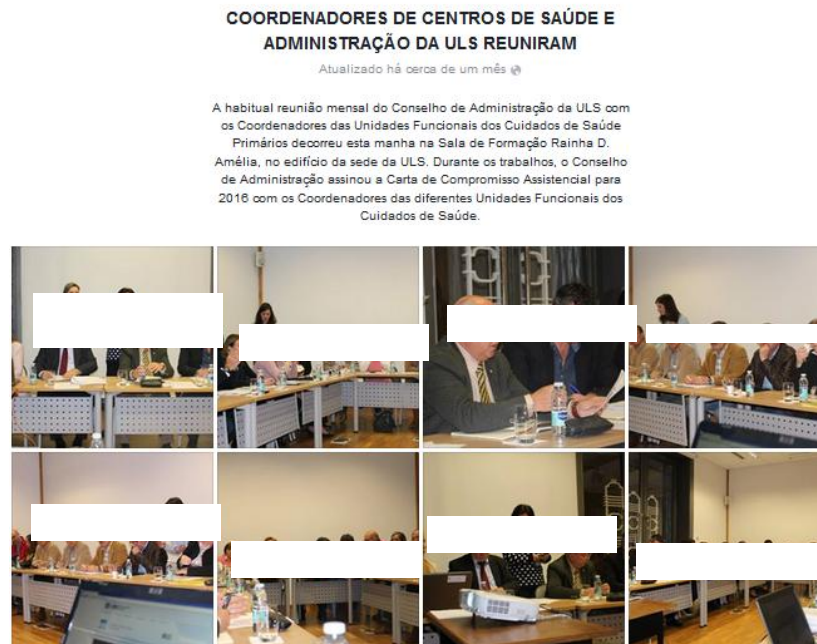 COORDENADORES DE CENTROS DE SAÚDE E
ADMINISTRAÇÃO DA ULS REUNIRAM
Atualizado há cerca de um mês
A habitual reunião mensal do Conselho de Administração da ULS com
os Coordenadores das Unidades Funcionais dos Cuidados de Saúde
Primários decorreu esta manha na Sala de Formação Rainha D.
Amélia, no edifício da sede da ULS. Durante os trabalhos, o Conselho
de Administração assinou a Carta de Compromisso Assistencial para
2016 com os Coordenadores das diferentes Unidades Funcionais dos
Cuidados de Saúde.